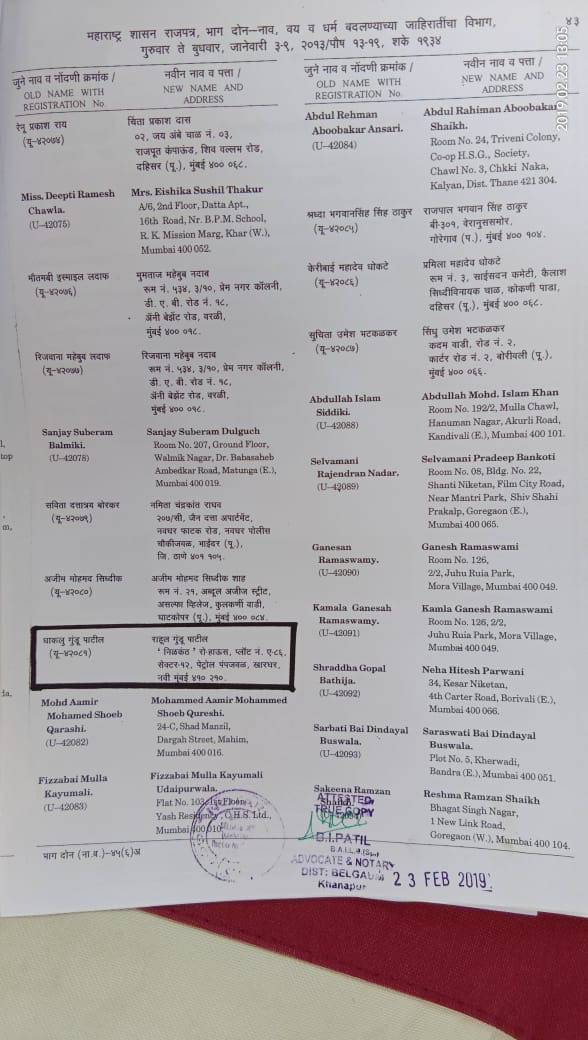 महाराष्ट्र शासन राजपत्र, भाग दोन–नाव, वय व धर्म बदलण्याच्या जाहिरातींचा विभाग,
गुरुवार ते बुधवार, जानेवारी ३-९, २०१३/पौष १३-१९, शके १९३४
४३
2019.02.23 13:05
जुने नाव व नोंदणी क्रमांक /
OLD NAME WITH
REGISTRATION No.
नवीन नाव व पत्ता /
NEW NAME AND
ADDRESS
रेनू प्रकाश राय
(यू-४२०७४)
चिंता प्रकाश दास
०२, जय अंबे चाळ नं. ०३,
राजपूत कंपाऊंड, शिव वल्लभ रोड,
दहिसर (पू.), मुंबई ४०० ०६८.
Miss. Deepti Ramesh
Chawla.
(U-42075)
Mrs. Eishika Sushil Thakur
A/6, 2nd Floor, Datta Apt.,
16th Road, Nr. B.P.M. School,
R. K. Mission Marg, Khar (W.),
Mumbai 400 052.
मौतमबी इस्माइल लदाफ
(यू-४२०७६)
मुमताज महेबुब नदाब
रूम नं. ५३४, ३/१०, प्रेम नगर कॉलनी,
डी. ए. बी. रोड नं. १८,
ॲनी बेझंट रोड, वरळी,
मुंबई ४०० ०१८.
रिजवाना महेबुब लदाफ
(यू-४२०७७)
रिजवाना महेबुब नदाब
रूम नं. ५३४, ३/१०, प्रेम नगर कॉलनी,
डी. ए. बी. रोड नं. १८,
ॲनी बेझंट रोड, वरळी,
मुंबई ४०० ०१८.
Sanjay Suberam
Balmiki.
(U-42078)
Sanjay Suberam Dulguch
Room No. 207, Ground Floor,
Walmik Nagar, Dr. Babasaheb
Ambedkar Road, Matunga (E.),
Mumbai 400 019.
सविता दत्तात्रय बोरकर
(यू-४२०७९)
नमिता चंद्रकांत राघव
२०७/सी, जैन दत्ता अपार्टमेंट,
नवघर फाटक रोड, नवघर पोलीस
चौकीजवळ, भाईंदर (पू.),
जि. ठाणे ४०१ १०५.
अजीम मोहमद सिध्दीक
(यू-४२०८०)
अजीम मोहमद सिध्दीक शाह
रूम नं. २१, अब्दूल अजीज स्ट्रीट,
असल्फा व्हिलेज, कुलकर्णी वाडी,
घाटकोपर (पू.), मुंबई ४०० ०८४.
धाकलु गुंडू पाटील
(यू-४२०८१)
राहूल गुंडू पाटील
' निळकंठ ' रो-हाऊस, प्लॉट नं. ए-८६,
सेक्टर-१२, पेट्रोल पंपजवळ, खारघर,
नवी मुंबई ४१० २१०.
Mohd Aamir
Mohamed Shoeb
Qarashi.
(U-42082)
Mohammed Aamir Mohammed
Shoeb Qureshi.
24-C, Shad Manzil,
Dargah Street, Mahim,
Mumbai 400 016.
Fizzabai Mulla
Kayumali.
(U-42083)
Fizzabai Mulla Kayumali
Udaipurwala.
Flat No. 103, 1st Floor,
Yash Residency, C.H.S. Ltd.,
Mumbai 400 010.
भाग दोन (ना.ब.)–४५(६)अ
जुने नाव व नोंदणी क्रमांक /
OLD NAME WITH
REGISTRATION No.
नवीन नाव व पत्ता /
NEW NAME AND
ADDRESS
Abdul Rehman
Aboobakar Ansari.
(U-42084)
Abdul Rahiman Aboobakar
Shaikh.
Room No. 24, Triveni Colony,
Co-op H.S.G., Society,
Chawl No. 3, Chkki Naka,
Kalyan, Dist. Thane 421 304.
श्रध्दा भगवानसिंह सिंह ठाकुर
(यू-४२०८५)
राजपाल भगवान सिंह ठाकुर
बी-३०१, वेरानुससमोर,
गोरेगाव (प.), मुंबई ४०० १०४.
केरीबाई महादेव धोकटे
(यू-४२०८६)
प्रमिला महादेव धोकटे
रूम नं. ३, साईसदन कमेटी, कैलाश
सिध्दीविनायक चाळ, कोकणी पाडा,
दहिसर (पू.), मुंबई ४०० ०६८.
सुचिता उमेश भटकळकर
(यू-४२०८७)
सिंधु उमेश भटकळकर
कदम वाडी, रोड नं. २,
कार्टर रोड नं. २, बोरीवली (पू.),
मुंबई ४०० ०६६.
Abdullah Islam
Siddiki.
(U-42088)
Abdullah Mohd. Islam Khan
Room No. 192/2, Mulla Chawl,
Hanuman Nagar, Akurli Road,
Kandivali (E.), Mumbai 400 101.
Selvamani
Rajendran Nadar.
(U-42089)
Selvamani Pradeep Bankoti
Room No. 08, Bldg. No. 22,
Shanti Niketan, Film City Road,
Near Mantri Park, Shiv Shahi
Prakalp, Goregaon (E.),
Mumbai 400 065.
Ganesan
Ramaswamy.
(U-42090)
Ganesh Ramaswami
Room No. 126,
2/2, Juhu Ruia Park,
Mora Village, Mumbai 400 049.
Kamala Ganesah
Ramaswamy.
(U-42091)
Kamla Ganesh Ramaswami
Room No. 126, 2/2,
Juhu Ruia Park, Mora Village,
Mumbai 400 049.
Shraddha Gopal
Bathija.
(U-42092)
Neha Hitesh Parwani
34, Kesar Niketan,
4th Carter Road, Borivali (E.),
Mumbai 400 066.
Sarbati Bai Dindayal
Buswala.
(U-42093)
Saraswati Bai Dindayal
Buswala.
Plot No. 5, Kherwadi,
Bandra (E.), Mumbai 400 051.
Sakeena Ramzan
Shaikh.
Reshma Ramzan Shaikh
Bhagat Singh Nagar,
1 New Link Road,
Goregaon (W.), Mumbai 400 104.
ATTESTED
TRUE COPY
D.I.PATIL
ADVOCATE & NOTARY
DIST: BELGAUM
Khanapur
23 FEB 2019